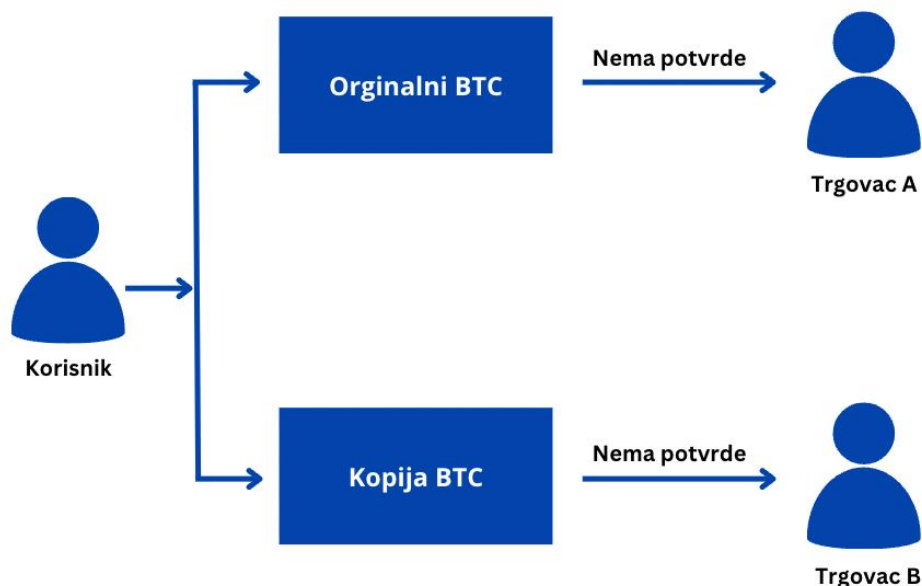 Orginalni BTC
Nema potvrde
Trgovac A
Korisnik
Kopija BTC
Nema potvrde
Trgovac B